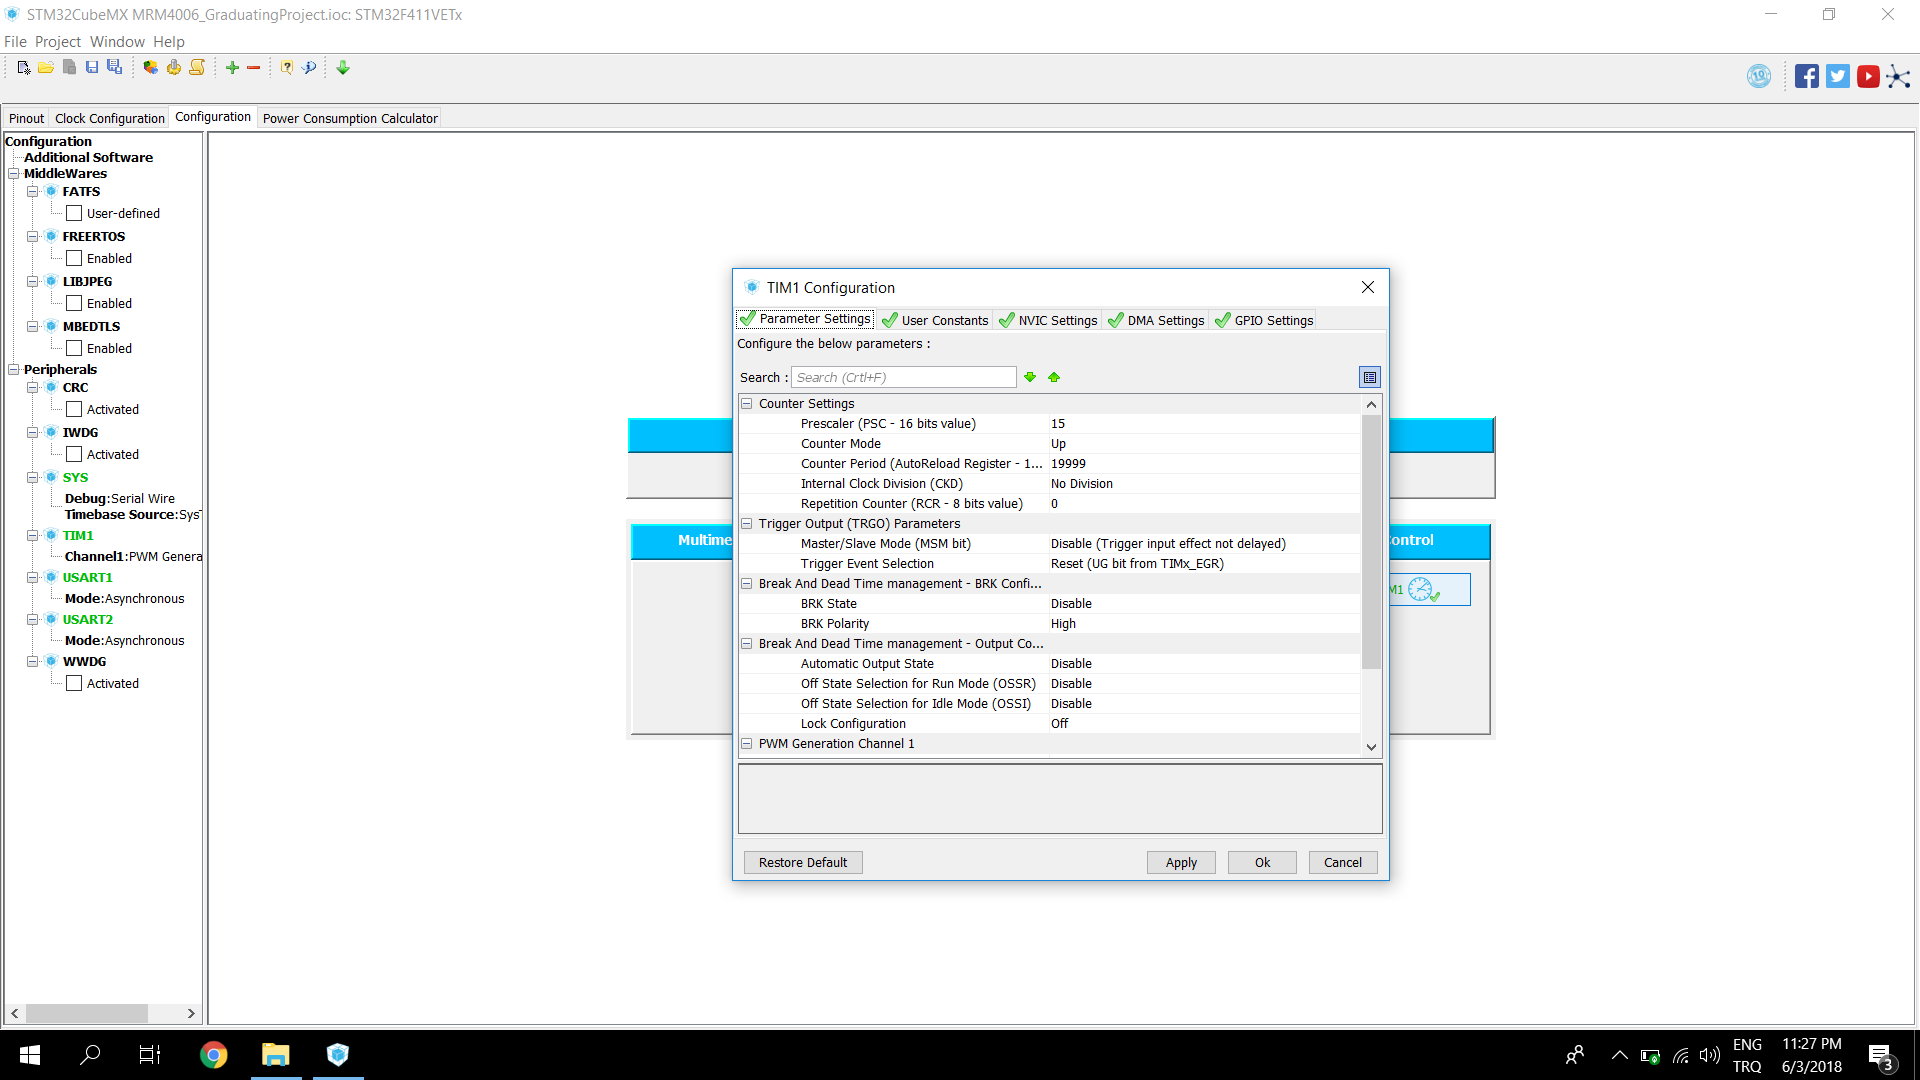 STM32CubeMX MRM4006_GraduatingProject.ioc: STM32F411VETx
File Project Window Help
10
Pinout Clock Configuration Configuration Power Consumption Calculator
Configuration
Additional Software
MiddleWares
FATFS
User-defined
FREERTOS
Enabled
LIBJPEG
Enabled
MBEDTLS
Enabled
Peripherals
CRC
Activated
IWDG
Activated
SYS
Debug:Serial Wire
Timebase Source:Sys
TIM1
Channel1:PWM Genera
USART1
Mode:Asynchronous
USART2
Mode:Asynchronous
WWDG
Activated
Multime
ontrol
M1
TIM1 Configuration
Parameter Settings User Constants NVIC Settings DMA Settings GPIO Settings
Configure the below parameters :
Search : Search (Crtl+F)
Counter Settings
Prescaler (PSC - 16 bits value) 15
Counter Mode Up
Counter Period (AutoReload Register - 1... 19999
Internal Clock Division (CKD) No Division
Repetition Counter (RCR - 8 bits value) 0
Trigger Output (TRGO) Parameters
Master/Slave Mode (MSM bit) Disable (Trigger input effect not delayed)
Trigger Event Selection Reset (UG bit from TIMx_EGR)
Break And Dead Time management - BRK Confi...
BRK State Disable
BRK Polarity High
Break And Dead Time management - Output Co...
Automatic Output State Disable
Off State Selection for Run Mode (OSSR) Disable
Off State Selection for Idle Mode (OSSI) Disable
Lock Configuration Off
PWM Generation Channel 1
Restore Default Apply Ok Cancel
ENG 11:27 PM
TRQ 6/3/2018
3